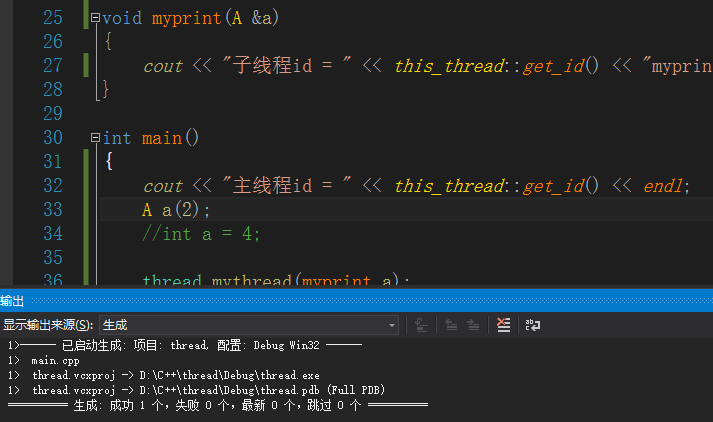 25 void myprint(A &a)
26 {
27 cout << "子线程id = " << this_thread::get_id() << "myprin
28 }
29
30 int main()
31 {
32 cout << "主线程id = " << this_thread::get_id() << endl;
33 A a(2);
34 //int a = 4;
35
36 thread mythread(myprint,a);
输出
显示输出来源(S): 生成
1>------ 已启动生成: 项目: thread, 配置: Debug Win32 ------
1> main.cpp
1> thread.vcxproj -> D:\C++\thread\Debug\thread.exe
1> thread.vcxproj -> D:\C++\thread\Debug\thread.pdb (Full PDB)
========== 生成: 成功 1 个，失败 0 个，最新 0 个，跳过 0 个 ==========